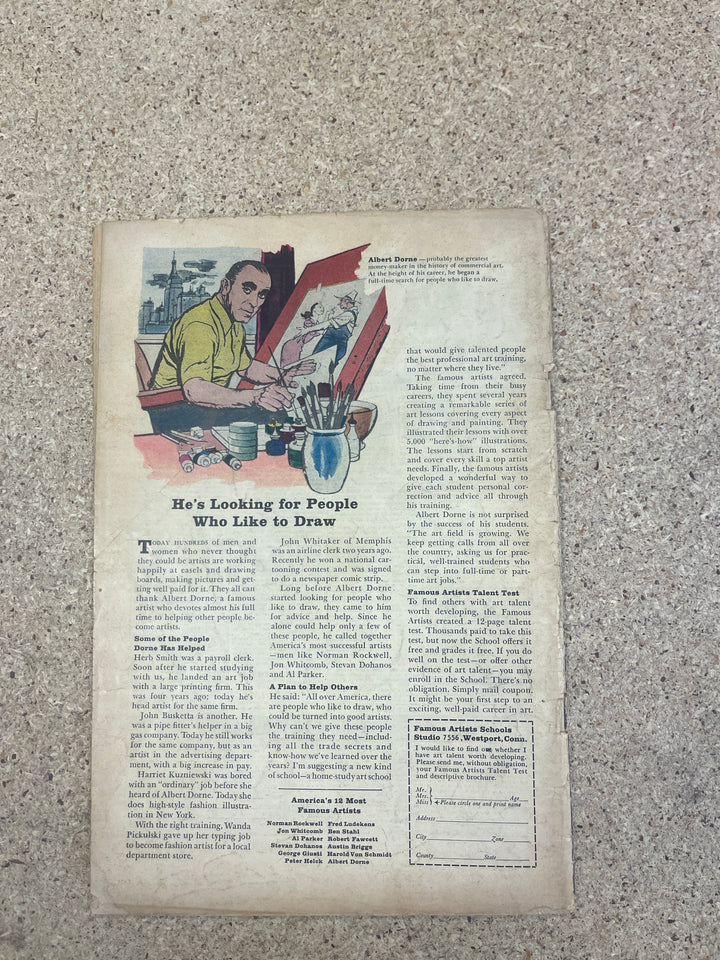 Albert Dorne — probably the greatest
money-maker in the history of commercial art.
At the height of his career, he began a
full-time search for people who like to draw.
He's Looking for People
Who Like to Draw
TODAY HUNDREDS of men and
women who never thought
they could be artists are working
happily at easels and drawing
boards, making pictures and get-
ting well paid for it. They all can
thank Albert Dorne, a famous
artist who devotes almost his full
time to helping other people be-
come artists.
Some of the People
Dorne Has Helped
Herb Smith was a payroll clerk.
Soon after he started studying
with us, he landed an art job
with a large printing firm. This
was four years ago: today he's
head artist for the same firm.
John Busketta is another. He
was a pipe fitter's helper in a big
gas company. Today he still works
for the same company, but as an
artist in the advertising depart-
ment, with a big increase in pay.
Harriet Kuzniewski was bored
with an "ordinary" job before she
heard of Albert Dorne. Today she
does high-style fashion illustra-
tion in New York.
With the right training, Wanda
Pickulski gave up her typing job
to become fashion artist for a local
department store.
John Whitaker of Memphis
was an airline clerk two years ago.
Recently he won a national car-
tooning contest and was signed
to do a newspaper comic strip.
Long before Albert Dorne
started looking for people who
like to draw, they came to him
for advice and help. Since he
alone could help only a few of
these people, he called together
America's most successful artists
—men like Norman Rockwell,
Jon Whitcomb, Stevan Dohanos
and Al Parker.
A Plan to Help Others
He said: "All over America, there
are people who like to draw, who
could be turned into good artists.
Why can't we give these people
the training they need—includ-
ing all the trade secrets and
know-how we've learned over the
years? I'm suggesting a new kind
of school—a home-study art school
America's 12 Most
Famous Artists
Norman Rockwell Fred Ludekens
Jon Whitcomb Ben Stahl
Al Parker Robert Fawcett
Stevan Dohanos Austin Briggs
George Giusti Harold Von Schmidt
Peter Helck Albert Dorne
that would give talented people
the best professional art training,
no matter where they live."
The famous artists agreed.
Taking time from their busy
careers, they spent several years
creating a remarkable series of
art lessons covering every aspect
of drawing and painting. They
illustrated their lessons with over
5,000 "here's-how" illustrations.
The lessons start from scratch
and cover every skill a top artist
needs. Finally, the famous artists
developed a wonderful way to
give each student personal cor-
rection and advice all through
his training.
Albert Dorne is not surprised
by the success of his students.
"The art field is growing. We
keep getting calls from all over
the country, asking us for prac-
tical, well-trained students who
can step into full-time or part-
time art jobs."
Famous Artists Talent Test
To find others with art talent
worth developing, the Famous
Artists created a 12-page talent
test. Thousands paid to take this
test, but now the School offers it
free and grades it free. If you do
well on the test—or offer other
evidence of art talent—you may
enroll in the School. There's no
obligation. Simply mail coupon.
It might be your first step to an
exciting, well-paid career in art.
Famous Artists Schools
Studio 7556, Westport, Conn.
I would like to find out whether I
have art talent worth developing.
Please send me, without obligation,
your Famous Artists Talent Test
and descriptive brochure.
Mr.
Mrs. Age
Miss Please circle one and print name
Address
City Zone
County State